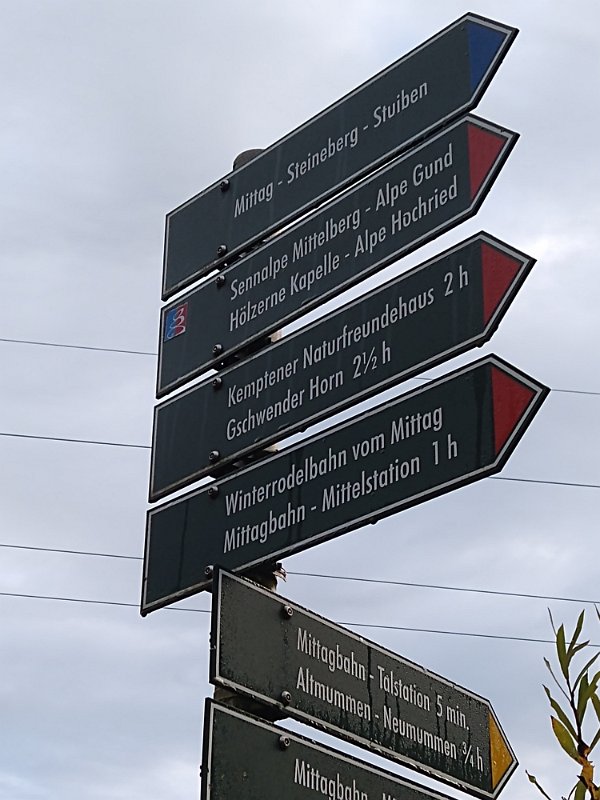 Mittag - Steineberg - Stuiben
Sennalpe Mittelberg - Alpe Gund
Hölzerne Kapelle - Alpe Hochried
Kemptener Naturfreundehaus 2 h
Gschwender Horn 2½ h
Winterrodelbahn vom Mittag
Mittagbahn - Mittelstation 1 h
Mittagbahn - Talstation 5 min,
Altmummen - Neumummen ¾ h
Mittagbahn